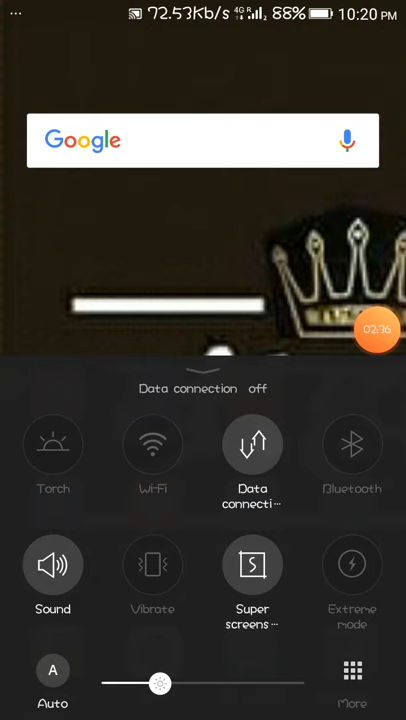 ... 72.53Kb/s 4G R 2 88% 10:20 PM
Google
02:36
Data connection off
Torch
Wi-Fi
Data connecti...
Bluetooth
Sound
Vibrate
Super screens...
Extreme mode
A
Auto
More